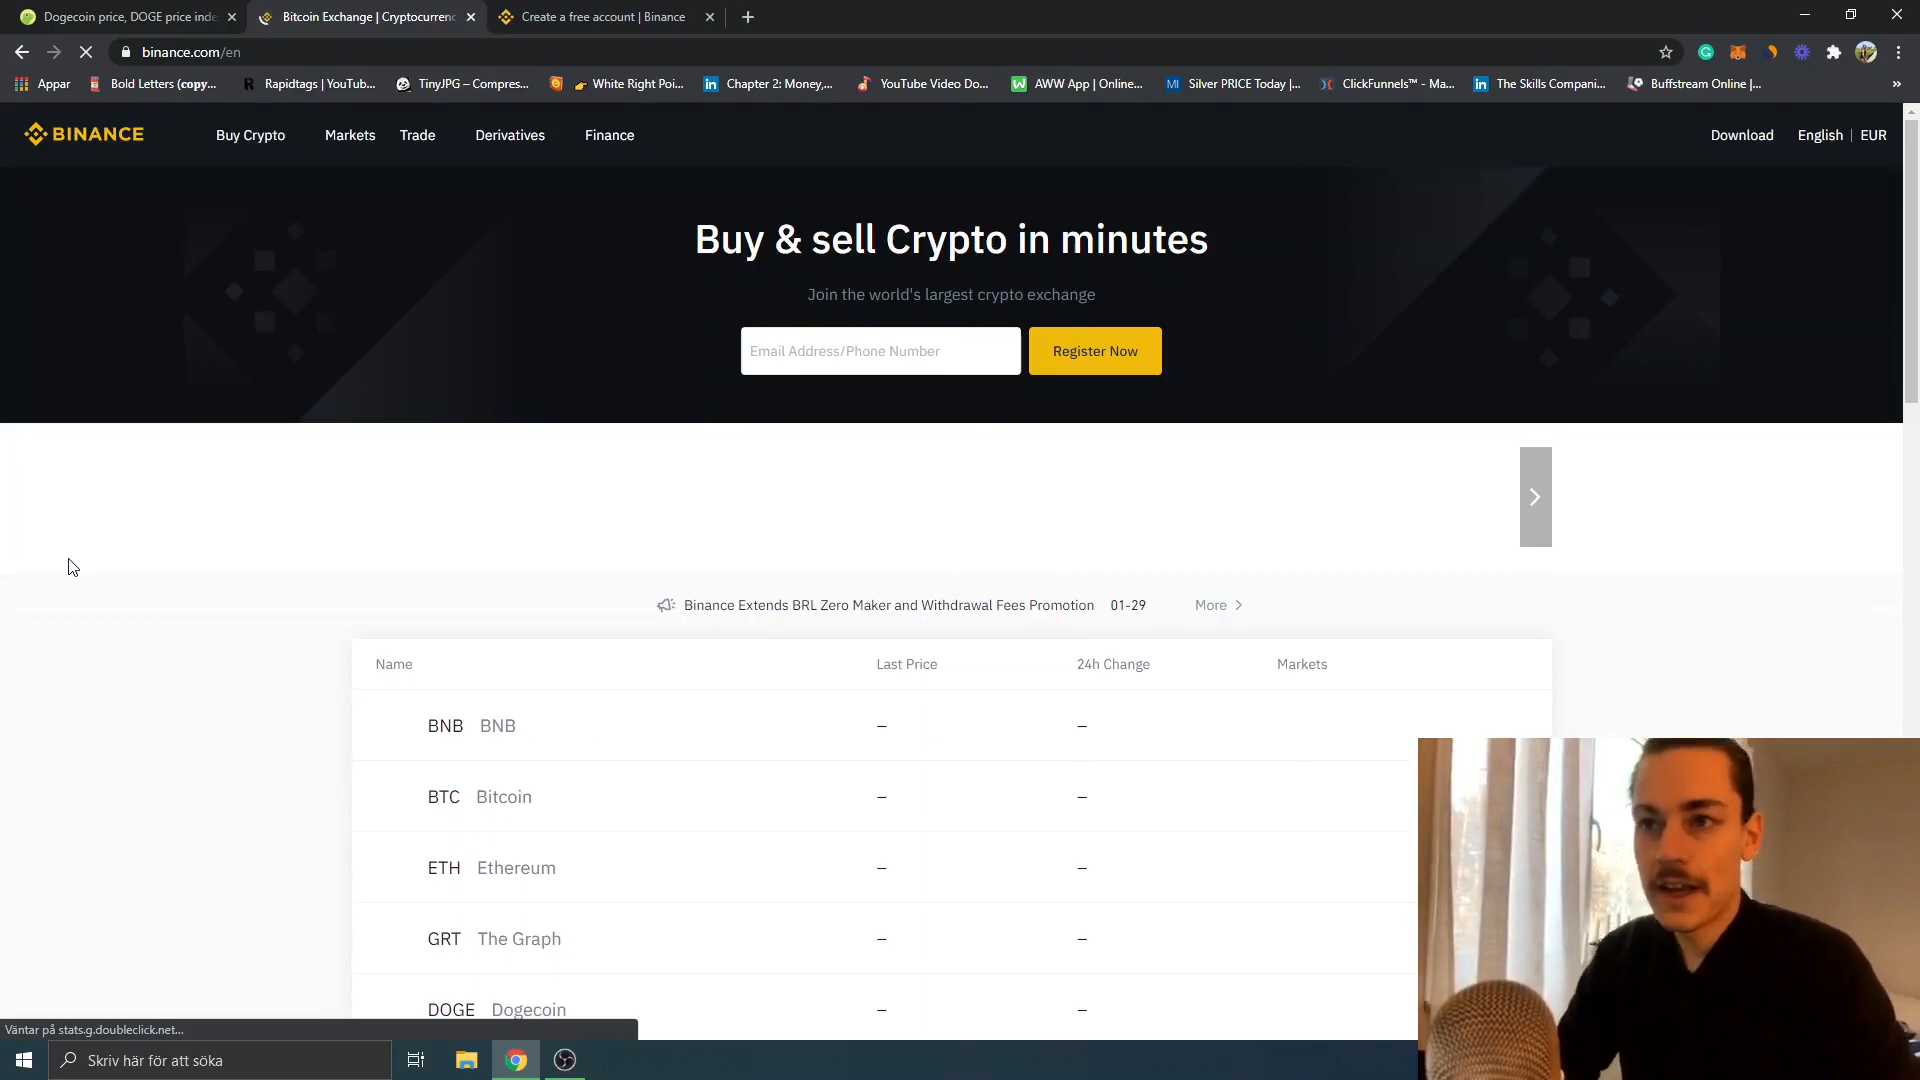 Dogecoin price, DOGE price inde
Bitcoin Exchange | Cryptocurrenc
Create a free account | Binance
binance.com/en
Appar
Bold Letters (copy...
Rapidtags | YouTub...
TinyJPG – Compres...
White Right Poi...
Chapter 2: Money,...
YouTube Video Do...
AWW App | Online...
Silver PRICE Today |...
ClickFunnels™ - Ma...
The Skills Compani...
Buffstream Online |...
BINANCE
Buy Crypto
Markets
Trade
Derivatives
Finance
Download
English | EUR
Buy & sell Crypto in minutes
Join the world's largest crypto exchange
Email Address/Phone Number
Register Now
Binance Extends BRL Zero Maker and Withdrawal Fees Promotion 01-29 More
Name Last Price 24h Change Markets
BNB BNB – –
BTC Bitcoin – –
ETH Ethereum – –
GRT The Graph – –
DOGE Dogecoin – –
Väntar på stats.g.doubleclick.net...
Skriv här för att söka